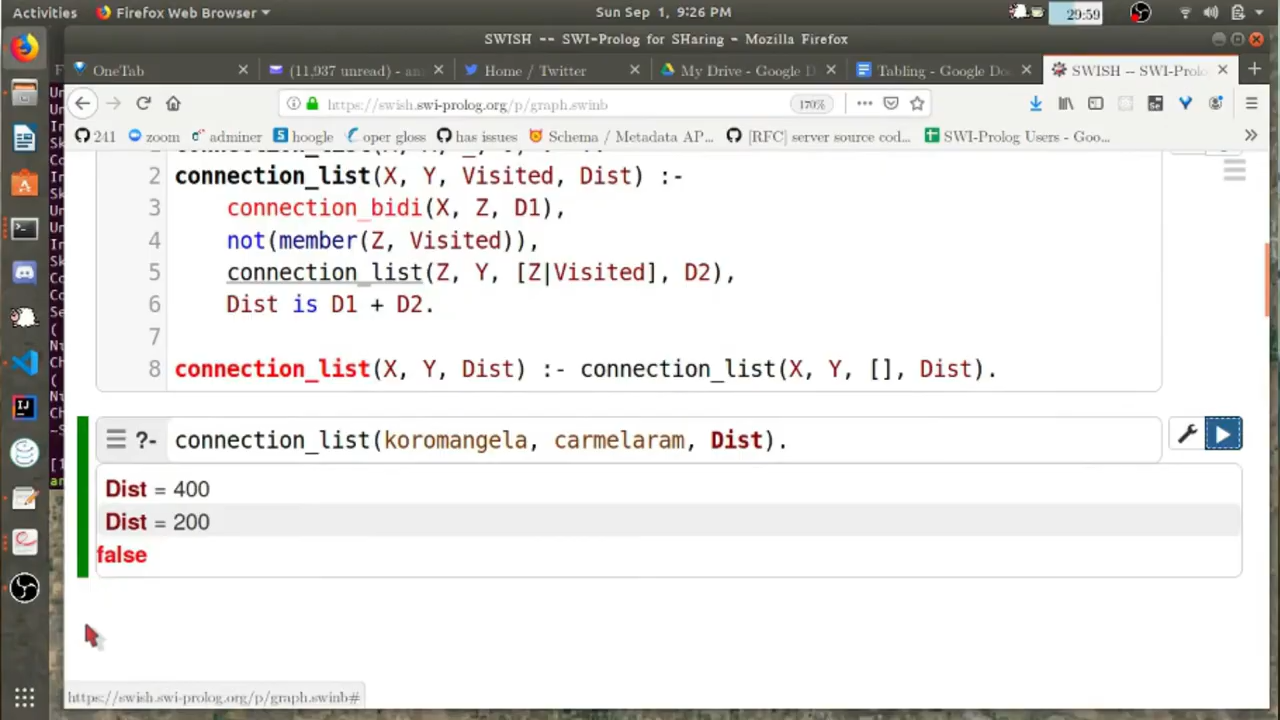 Activities
Firefox Web Browser
Sun Sep 1, 9:26 PM
29:59
SWISH -- SWI-Prolog for SHaring - Mozilla Firefox
OneTab
(11,937 unread) - an
Home / Twitter
My Drive - Google D
Tabling - Google Do
SWISH -- SWI-Prolo
https://swish.swi-prolog.org/p/graph.swinb
170%
241
zoom
adminer
hoogle
oper gloss
has issues
Schema / Metadata AP...
[RFC] server source cod...
SWI-Prolog Users - Goo...
2 connection_list(X, Y, Visited, Dist) :-
3 connection_bidi(X, Z, D1),
4 not(member(Z, Visited)),
5 connection_list(Z, Y, [Z|Visited], D2),
6 Dist is D1 + D2.
7
8 connection_list(X, Y, Dist) :- connection_list(X, Y, [], Dist).
?- connection_list(koromangela, carmelaram, Dist).
Dist = 400
Dist = 200
false
https://swish.swi-prolog.org/p/graph.swinb#